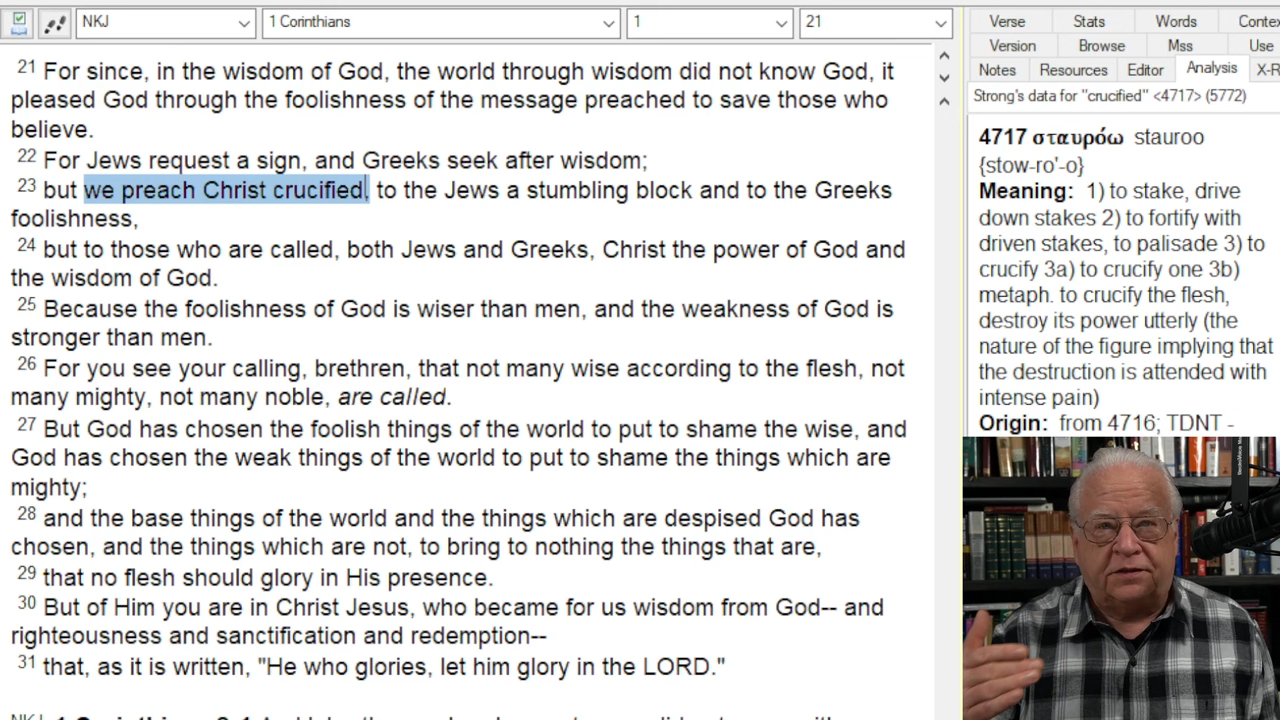 NKJ 1 Corinthians 1 21
21 For since, in the wisdom of God, the world through wisdom did not know God, it
pleased God through the foolishness of the message preached to save those who
believe.
22 For Jews request a sign, and Greeks seek after wisdom;
23 but we preach Christ crucified, to the Jews a stumbling block and to the Greeks
foolishness,
24 but to those who are called, both Jews and Greeks, Christ the power of God and
the wisdom of God.
25 Because the foolishness of God is wiser than men, and the weakness of God is
stronger than men.
26 For you see your calling, brethren, that not many wise according to the flesh, not
many mighty, not many noble, are called.
27 But God has chosen the foolish things of the world to put to shame the wise, and
God has chosen the weak things of the world to put to shame the things which are
mighty;
28 and the base things of the world and the things which are despised God has
chosen, and the things which are not, to bring to nothing the things that are,
29 that no flesh should glory in His presence.
30 But of Him you are in Christ Jesus, who became for us wisdom from God-- and
righteousness and sanctification and redemption--
31 that, as it is written, "He who glories, let him glory in the LORD."
Verse Stats Words Contex
Version Browse Mss Use
Notes Resources Editor Analysis X-R
Strong's data for "crucified" <4717> (5772)
4717 σταυρόω stauroo
{stow-ro'-o}
Meaning: 1) to stake, drive
down stakes 2) to fortify with
driven stakes, to palisade 3) to
crucify 3a) to crucify one 3b)
metaph. to crucify the flesh,
destroy its power utterly (the
nature of the figure implying that
the destruction is attended with
intense pain)
Origin: from 4716; TDNT -